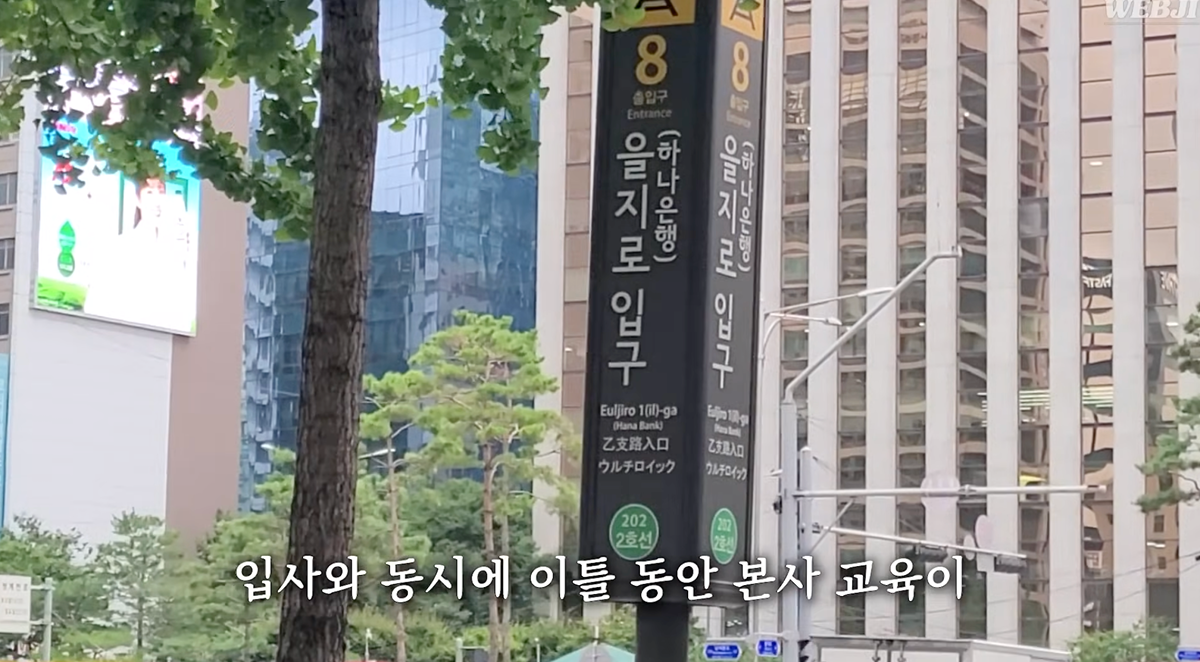 WEBJI
8
출입구
Entrance
을지로입구
(하나은행)
Euljiro 1(il)-ga
(Hana Bank)
乙支路入口
ウルチロイック
202
2호선
8
출입구
Entrance
을지로입구
(하나은행)
Euljiro 1(il)-ga
(Hana Bank)
乙支路入口
ウルチロイック
202
2호선
입사와 동시에 이틀 동안 본사 교육이